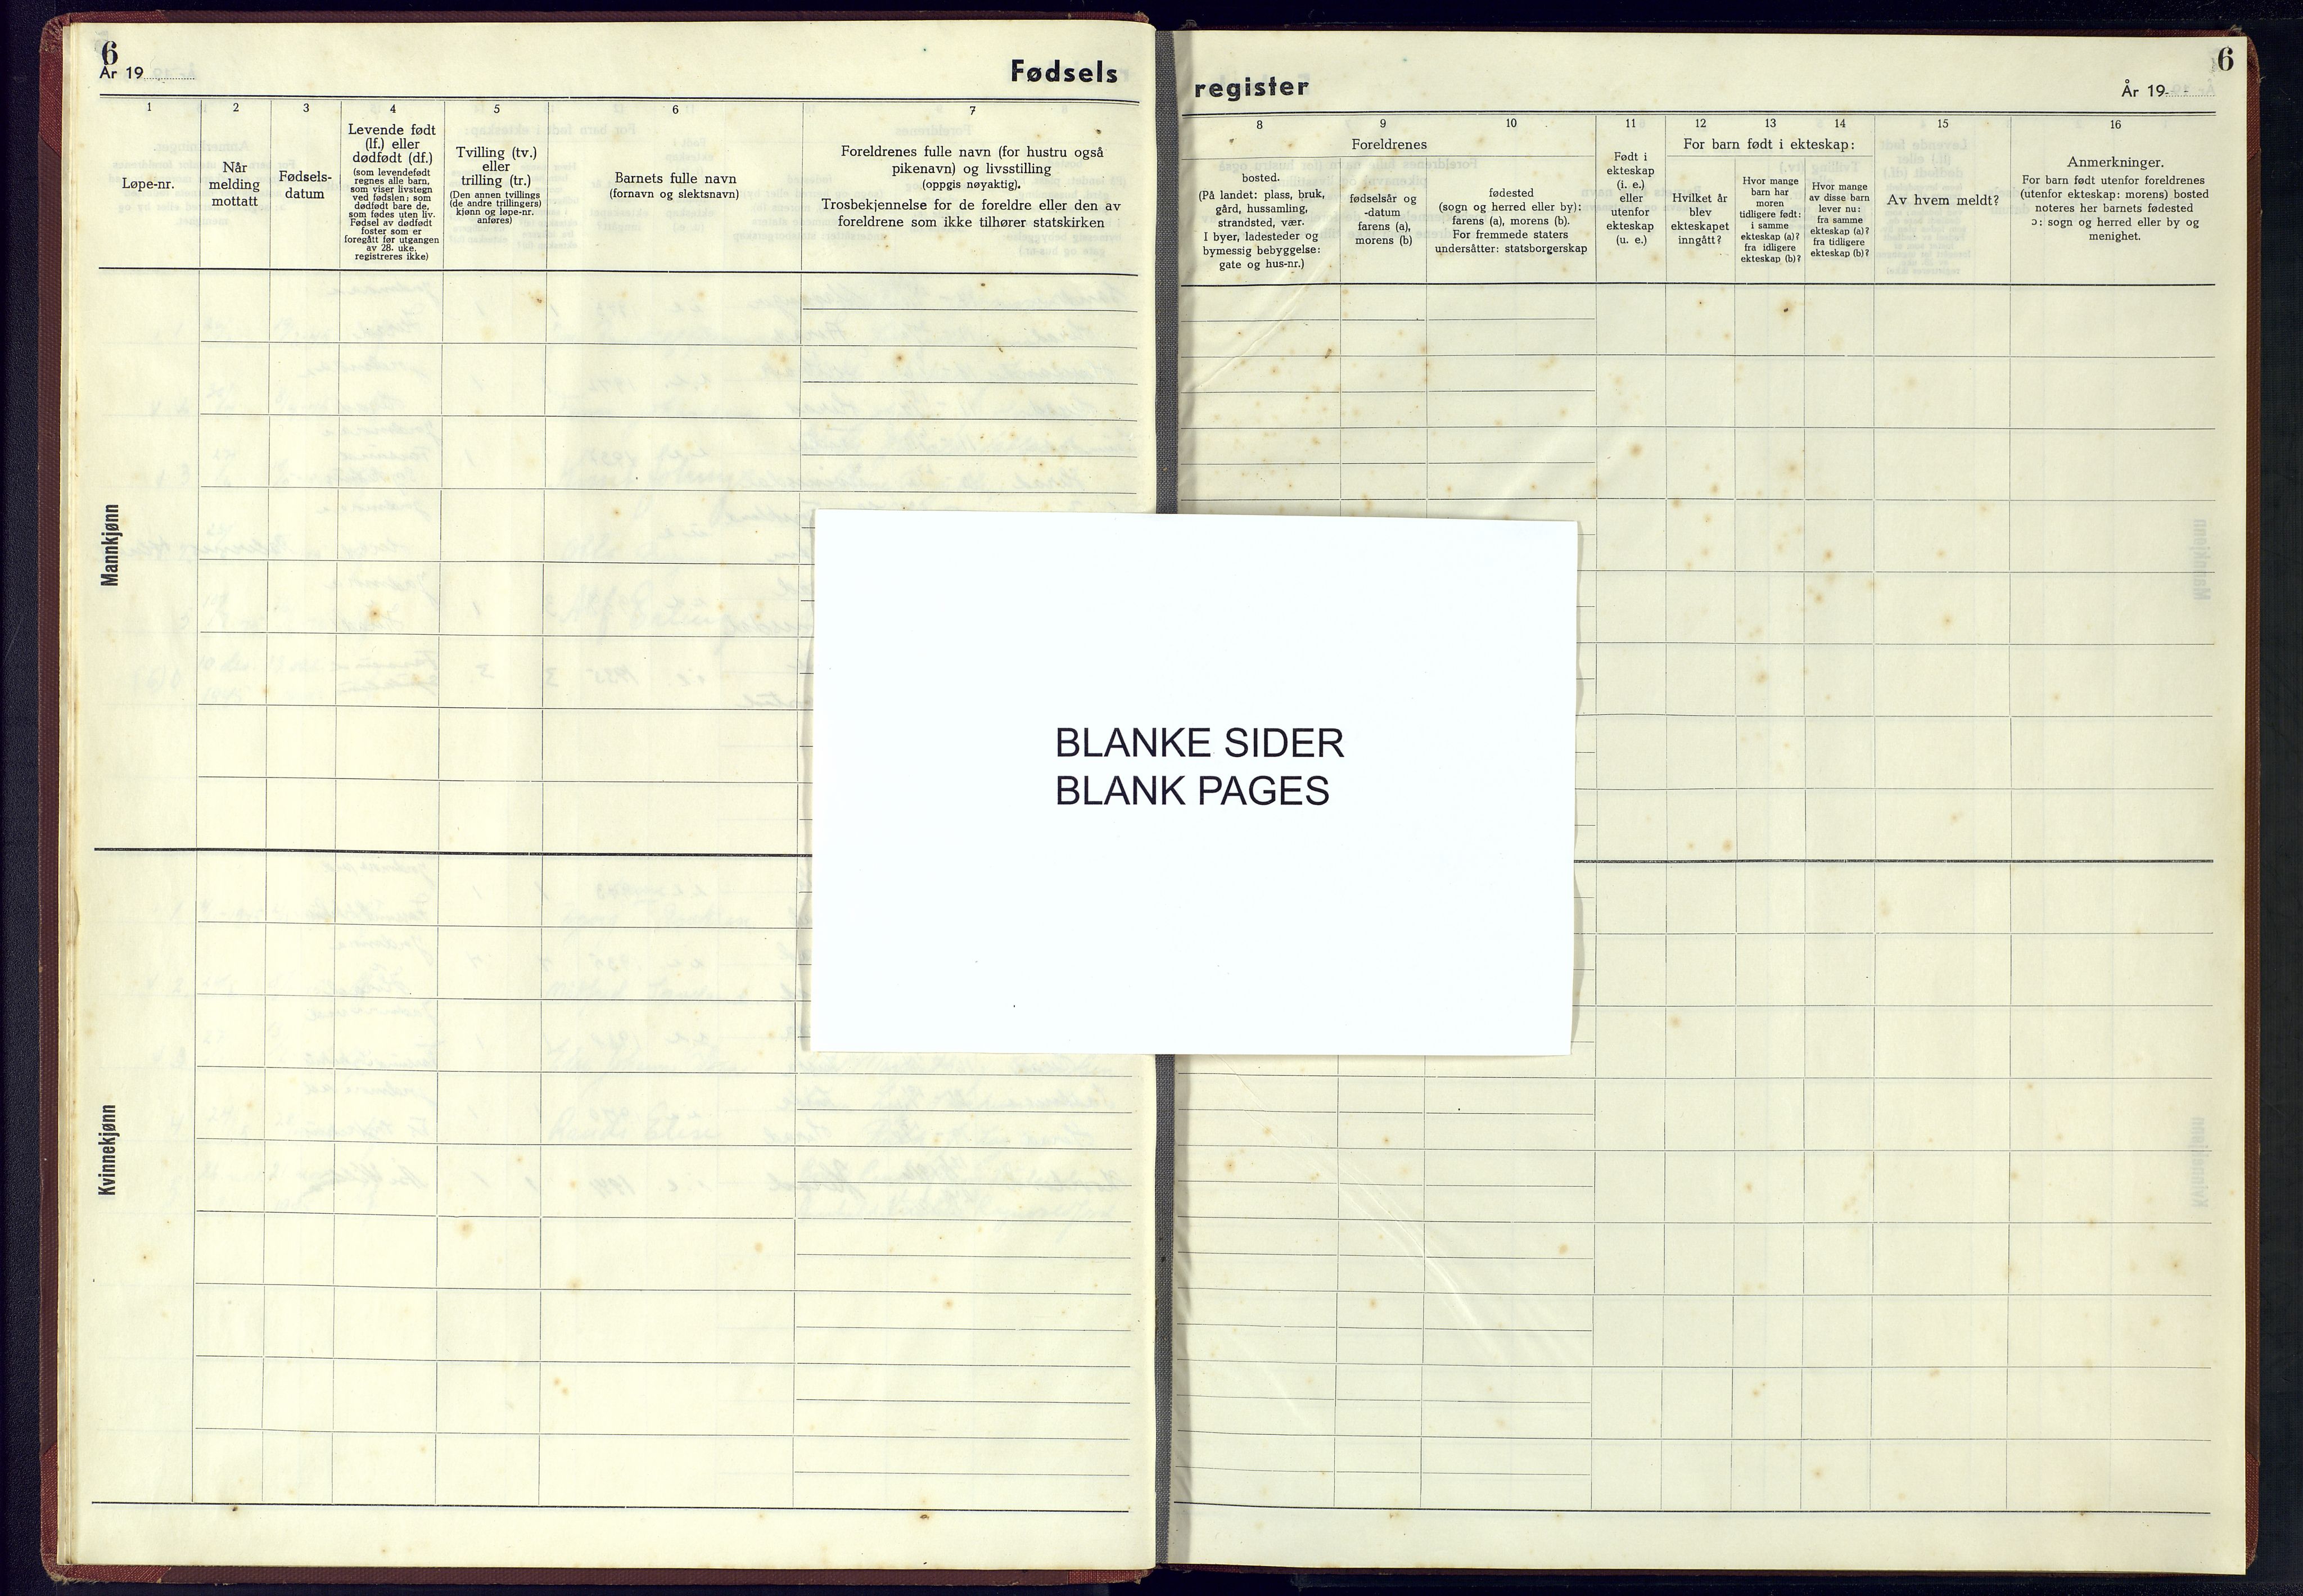 6
År 19
Fødsels
1
2
3
4
5
6
7
Løpe-nr.
Når
melding
mottatt
Fødsels-
datum
Levende født
(lf.) eller
dødfødt (df.)
(som levendefødt
regnes alle barn,
som viser livstegn
ved fødslen; som
dødfødt bare de,
som fødes uten liv.
Fødsel av dødfødt
foster som er
foregått før utgangen
av 28. uke.
registreres ikke)
Tvilling (tv.)
eller
trilling (tr.)
(Den annen tvillings
(de andre trillingers)
kjønn og løpe-nr.
anføres)
Barnets fulle navn
(fornavn og slektsnavn)
Foreldrenes fulle navn (for hustru også
pikenavn) og livsstilling
(oppgis nøyaktig).
Trosbekjennelse for de foreldre eller den av
foreldrene som ikke tilhører statskirken
Mannkjønn
Kvinnekjønn
6
register
År 19
8
9
10
11
12
13
14
15
16
Foreldrenes
bosted.
(På landet: plass, bruk,
gård, hussamling,
strandsted, vær.
I byer, ladesteder og
bymessig bebyggelse:
gate og hus-nr.)
fødselsår og
-datum
farens (a),
morens (b)
fødested
(sogn og herred eller by):
farens (a), morens (b).
For fremmede staters
undersåtter: statsborgerskap
Født i
ekteskap
(i. e.)
eller
utenfor
ekteskap
(u. e.)
For barn født i ekteskap:
Hvilket år
blev
ekteskapet
inngått?
Hvor mange
barn har
moren
tidligere født:
i samme
ekteskap (a)?
fra idligere
ekteskap (b)?
Hvor mange
av disse barn
lever nu:
fra samme
ekteskap (a)?
fra tidligere
ekteskap (b)?
Av hvem meldt?
Anmerkninger.
For barn født utenfor foreldrenes
(utenfor ekteskap: morens) bosted
noteres her barnets fødested
ɔ: sogn og herred eller by og
menighet.
BLANKE SIDER
BLANK PAGES